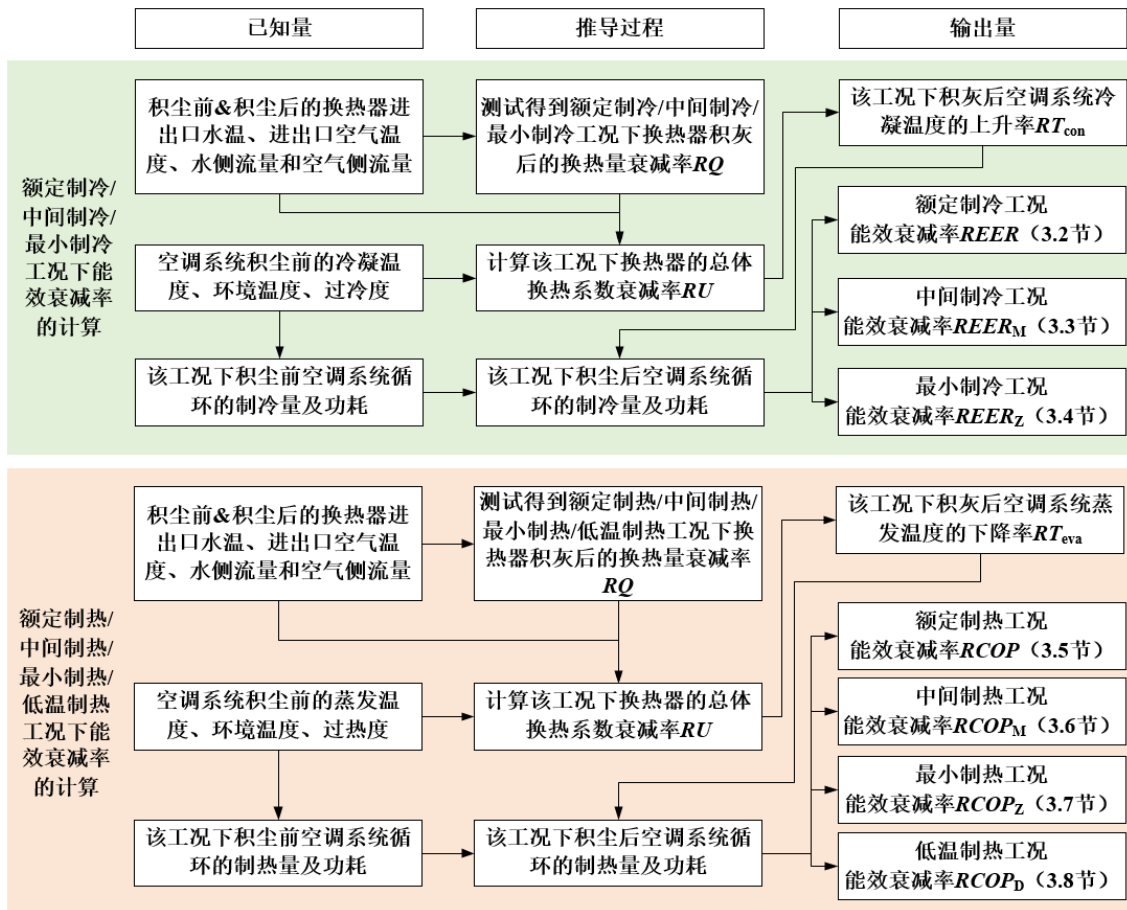 已知量
推导过程
输出量
额定制冷/
中间制冷/
最小制冷
工况下能
效衰减率
的计算
积尘前&积尘后的换热器进
出口水温、进出口空气温
度、水侧流量和空气侧流量
测试得到额定制冷/中间制冷/
最小制冷工况下换热器积灰
后的换热量衰减率RQ
该工况下积灰后空调系统冷
凝温度的上升率RTcon
空调系统积尘前的冷凝温
度、环境温度、过冷度
计算该工况下换热器的总体
换热系数衰减率RU
额定制冷工况
能效衰减率REER（3.2节）
中间制冷工况
能效衰减率REERM（3.3节）
该工况下积尘前空调系统循
环的制冷量及功耗
该工况下积尘后空调系统循
环的制冷量及功耗
最小制冷工况
能效衰减率REERZ（3.4节）
额定制热/
中间制热/
最小制热/
低温制热
工况下能
效衰减率
的计算
积尘前&积尘后的换热器进
出口水温、进出口空气温
度、水侧流量和空气侧流量
测试得到额定制热/中间制热/
最小制热/低温制热工况下换
热器积灰后的换热量衰减率
RQ
该工况下积灰后空调系统蒸
发温度的下降率RTeva
空调系统积尘前的蒸发温
度、环境温度、过热度
计算该工况下换热器的总体
换热系数衰减率RU
额定制热工况
能效衰减率RCOP（3.5节）
中间制热工况
能效衰减率RCOPM（3.6节）
最小制热工况
能效衰减率RCOPZ（3.7节）
该工况下积尘前空调系统循
环的制热量及功耗
该工况下积尘后空调系统循
环的制热量及功耗
低温制热工况
能效衰减率RCOPD（3.8节）